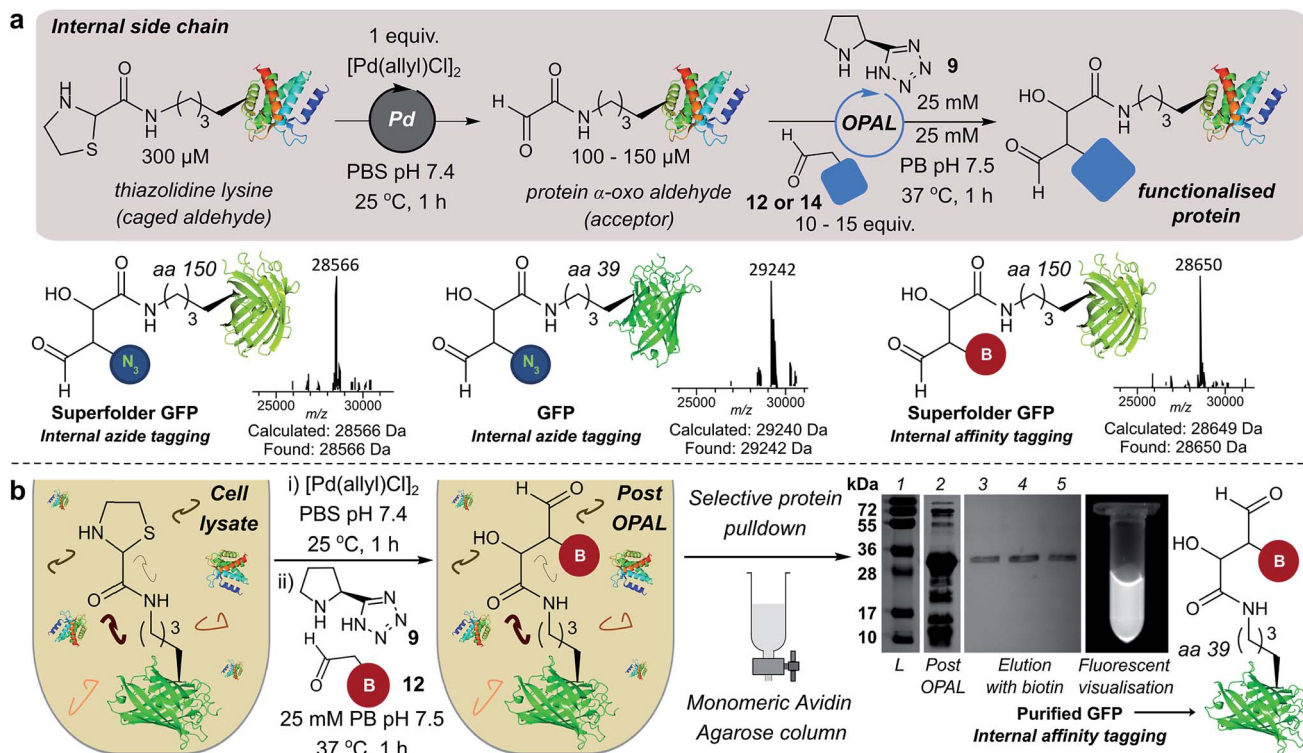 a
Internal side chain
1 equiv.
[Pd(allyl)Cl]2
Pd
PBS pH 7.4
25 °C, 1 h
H
N
S
O
N
H
3
300 µM
thiazolidine lysine
(caged aldehyde)
H
O
O
N
H
3
100 - 150 µM
protein α-oxo aldehyde
(acceptor)
N
H
N
N
HN
N
9
25 mM
OPAL
25 mM
PB pH 7.5
37 °C, 1 h
O
H
12 or 14
10 - 15 equiv.
HO
O
N
H
3
O
H
functionalised
protein
HO
O
N
H
3
aa 150
O
H
N3
28566
25000
30000
m/z
Superfolder GFP
Internal azide tagging
Calculated: 28566 Da
Found: 28566 Da
HO
O
N
H
3
aa 39
O
H
N3
29242
25000
30000
m/z
GFP
Internal azide tagging
Calculated: 29240 Da
Found: 29242 Da
HO
O
N
H
3
aa 150
O
H
B
28650
25000
30000
m/z
Superfolder GFP
Internal affinity tagging
Calculated: 28649 Da
Found: 28650 Da
b
Cell
lysate
HN
S
O
NH
3
i) [Pd(allyl)Cl]2
PBS pH 7.4
25 °C, 1 h
ii)
N
H
N
N
HN
N
9
H
O
B
12
25 mM PB pH 7.5
37 °C, 1 h
Post
OPAL
H
O
HO
B
O
NH
3
Selective protein
pulldown
Monomeric Avidin
Agarose column
kDa
1
2
3
4
5
72
55
36
28
17
10
L
Post
OPAL
Elution
with biotin
Fluorescent
visualisation
Purified GFP
Internal affinity tagging
H
O
HO
B
O
NH
3
aa 39